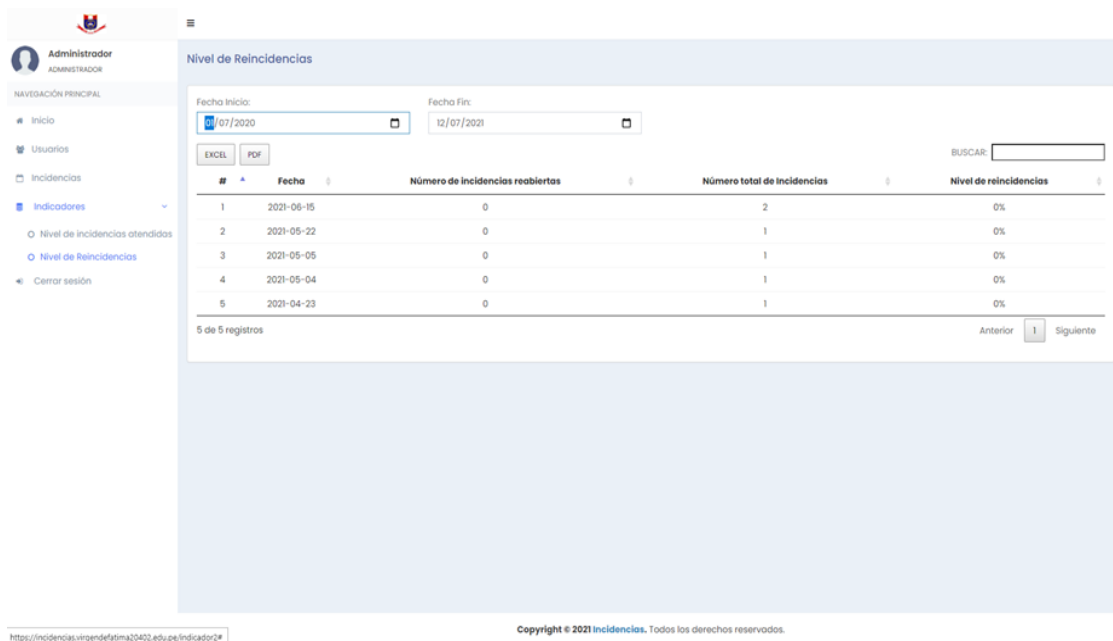 Administrador
ADMINISTRADOR
NAVEGACIÓN PRINCIPAL
Inicio
Usuarios
Incidencias
Indicadores
Nivel de incidencias atendidas
Nivel de Reincidencias
Cerrar sesión
Nivel de Reincidencias
Fecha Inicio: Fecha Fin:
01/07/2020 12/07/2021
EXCEL PDF BUSCAR:
# Fecha Número de incidencias reabiertas Número total de Incidencias Nivel de reincidencias
1 2021-06-15 0 2 0%
2 2021-05-22 0 1 0%
3 2021-05-05 0 1 0%
4 2021-05-04 0 1 0%
5 2021-04-23 0 1 0%
5 de 5 registros Anterior 1 Siguiente
Copyright © 2021 Incidencias. Todos los derechos reservados.
https://incidencias.virgendefatima20402.edu.pe/indicador2#